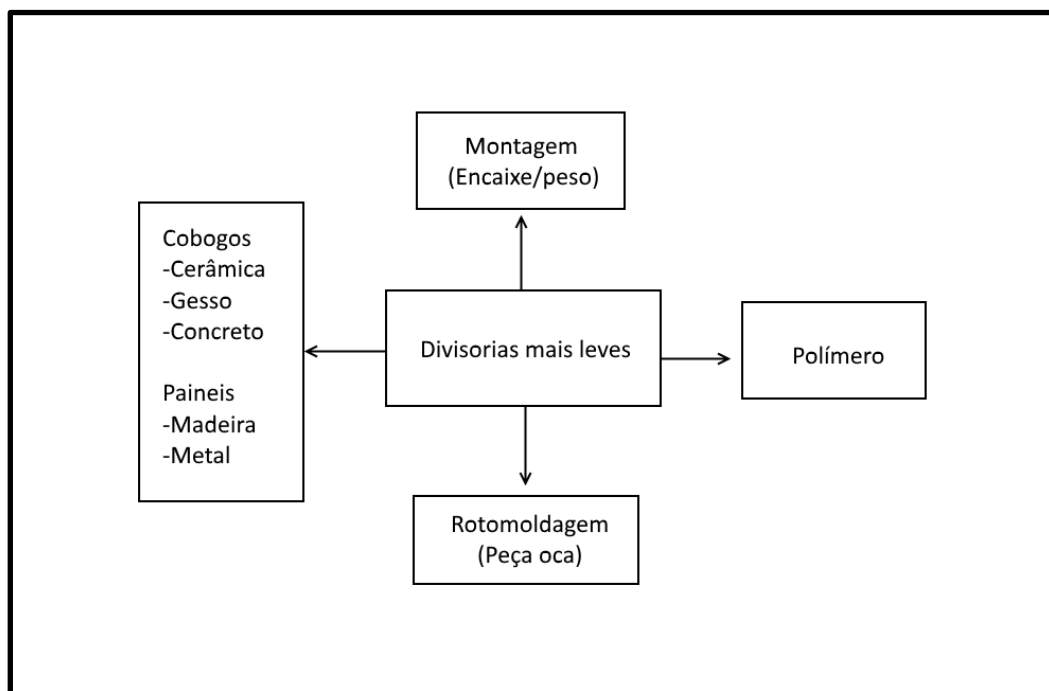 Montagem
(Encaixe/peso)
Cobogos
-Cerâmica
-Gesso
-Concreto
Paineis
-Madeira
-Metal
Divisorias mais leves
Polímero
Rotomoldagem
(Peça oca)